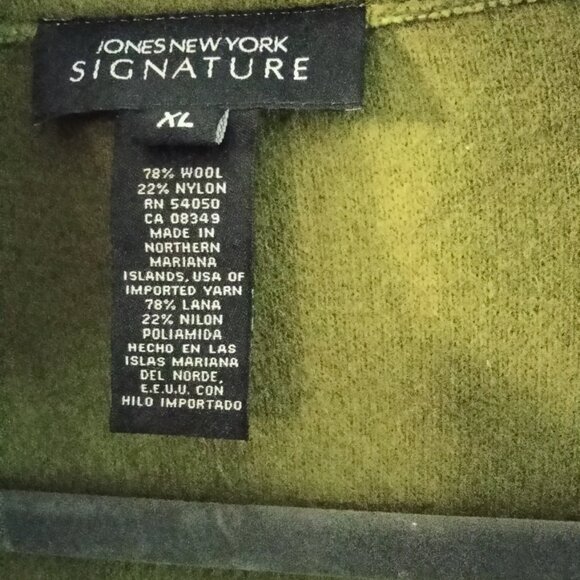 JONES NEW YORK
SIGNATURE
XL
78% WOOL
22% NYLON
RN 54050
CA 08349
MADE IN
NORTHERN
MARIANA
ISLANDS, USA OF
IMPORTED YARN
78% LANA
22% NILON
POLIAMIDA
HECHO EN LAS
ISLAS MARIANA
DEL NORDE,
E.E.U.U. CON
HILO IMPORTADO